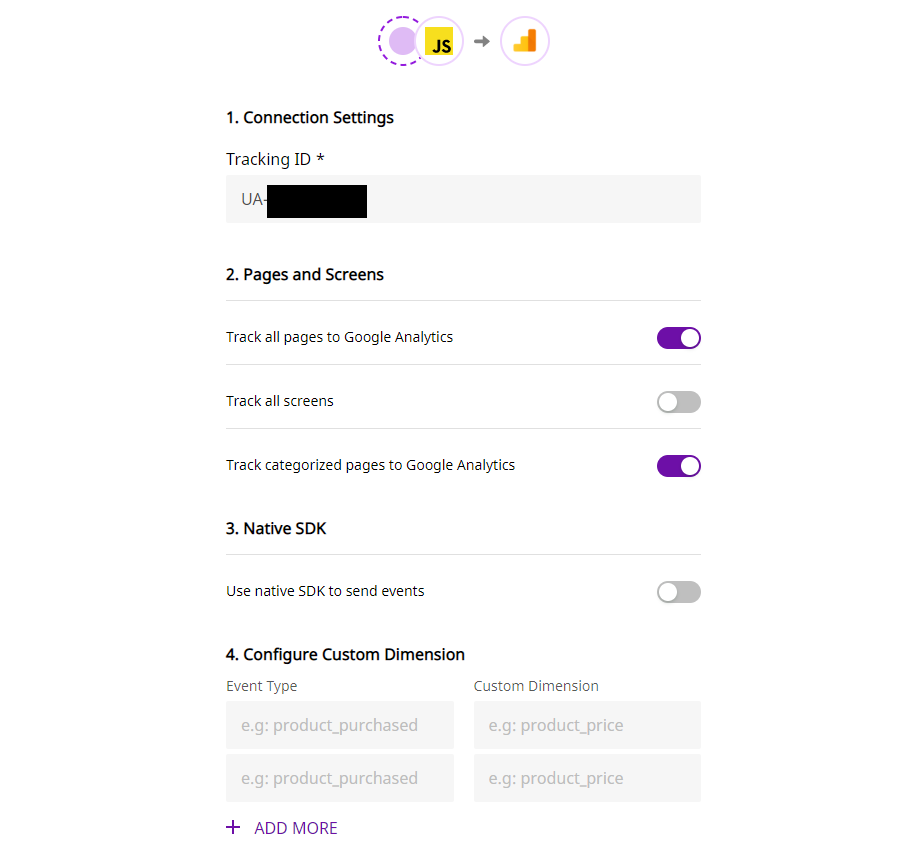 JS
1. Connection Settings
Tracking ID *
UA-
2. Pages and Screens
Track all pages to Google Analytics
Track all screens
Track categorized pages to Google Analytics
3. Native SDK
Use native SDK to send events
4. Configure Custom Dimension
Event Type Custom Dimension
e.g: product_purchased e.g: product_price
e.g: product_purchased e.g: product_price
+ ADD MORE